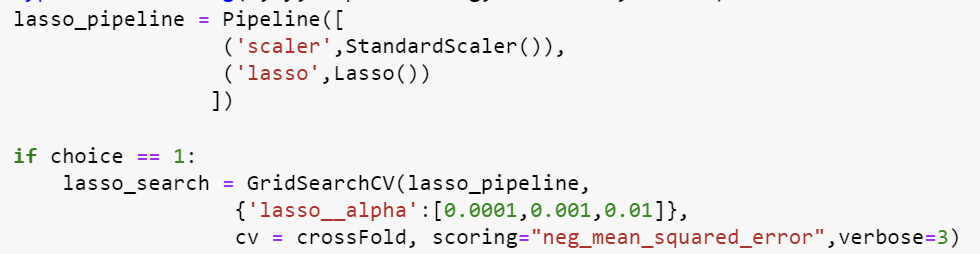 lasso_pipeline = Pipeline([
('scaler',StandardScaler()),
('lasso',Lasso())
])
if choice == 1:
lasso_search = GridSearchCV(lasso_pipeline,
{'lasso__alpha':[0.0001,0.001,0.01]},
cv = crossFold, scoring="neg_mean_squared_error",verbose=3)